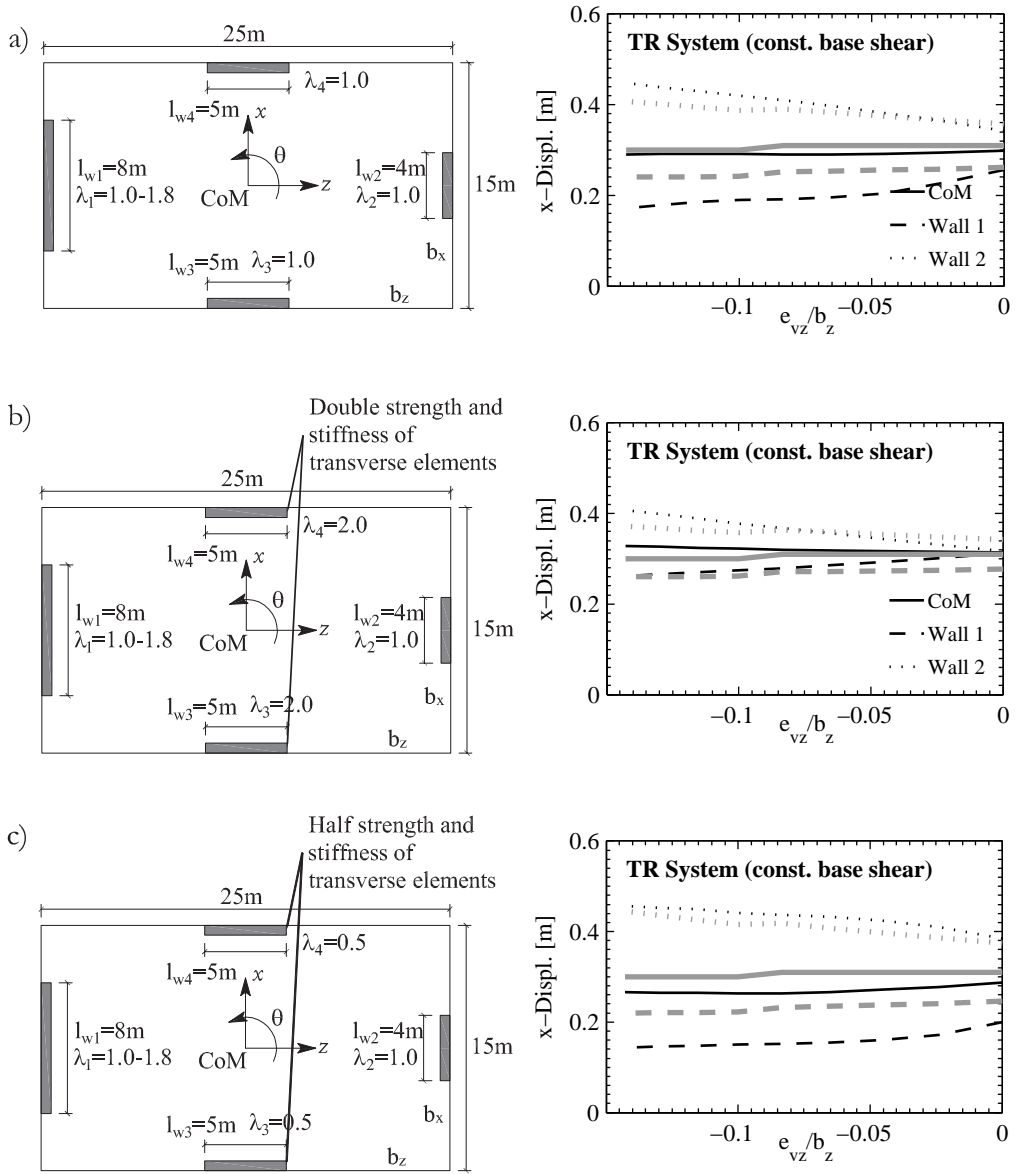 a)
25m
λ4=1.0
lw4=5m
x
θ
lw1=8m
λ1=1.0-1.8
CoM
z
lw2=4m
λ2=1.0
15m
bx
lw3=5m
λ3=1.0
bz
TR System (const. base shear)
x−Displ. [m]
0.6
0.4
0.2
0
CoM
Wall 1
Wall 2
−0.1
−0.05
0
evz/bz
b)
Double strength and
stiffness of
transverse elements
25m
λ4=2.0
lw4=5m
x
θ
lw1=8m
λ1=1.0-1.8
CoM
z
lw2=4m
λ2=1.0
15m
bx
lw3=5m
λ3=2.0
bz
TR System (const. base shear)
x−Displ. [m]
0.6
0.4
0.2
0
CoM
Wall 1
Wall 2
−0.1
−0.05
0
evz/bz
c)
Half strength and
stiffness of
transverse elements
25m
λ4=0.5
lw4=5m
x
θ
lw1=8m
λ1=1.0-1.8
CoM
z
lw2=4m
λ2=1.0
15m
bx
lw3=5m
λ3=0.5
bz
TR System (const. base shear)
x−Displ. [m]
0.6
0.4
0.2
0
−0.1
−0.05
0
evz/bz